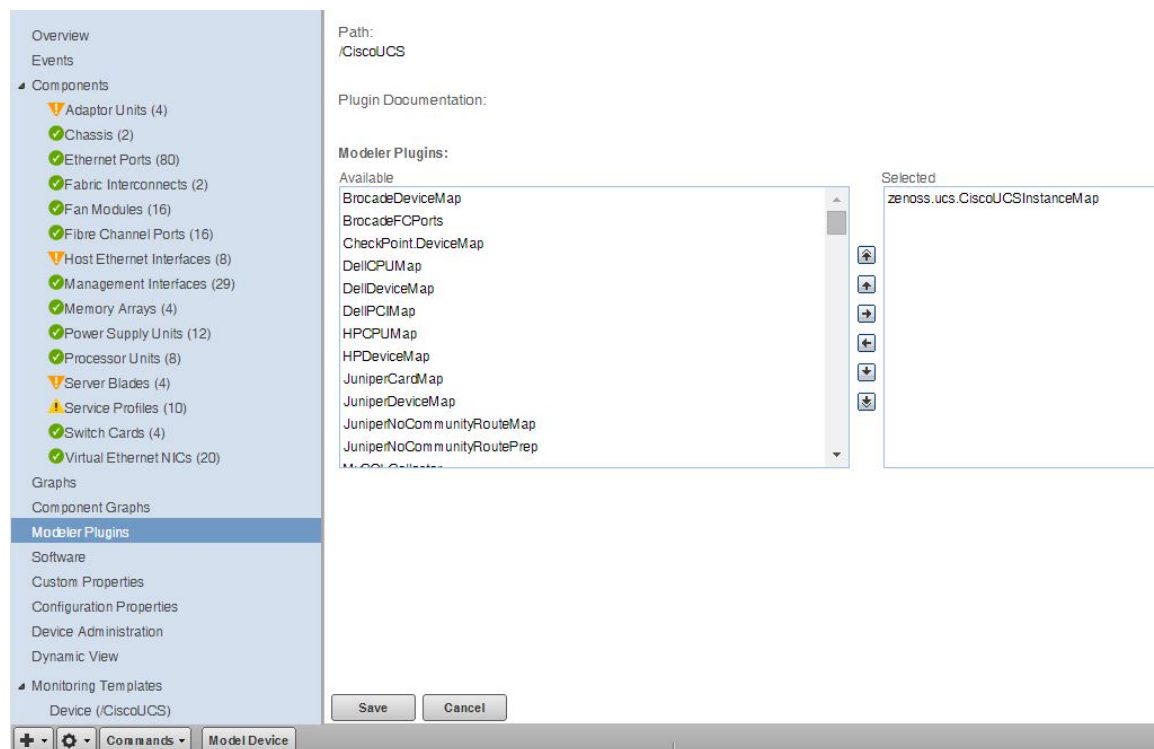 Overview
Events
Components
Adaptor Units (4)
Chassis (2)
Ethernet Ports (80)
Fabric Interconnects (2)
Fan Modules (16)
Fibre Channel Ports (16)
Host Ethernet Interfaces (8)
Management Interfaces (29)
Memory Arrays (4)
Power Supply Units (12)
Processor Units (8)
Server Blades (4)
Service Profiles (10)
Switch Cards (4)
Virtual Ethernet NICs (20)
Graphs
Component Graphs
Modeler Plugins
Software
Custom Properties
Configuration Properties
Device Administration
Dynamic View
Monitoring Templates
Device (/CiscoUCS)
Path:
/CiscoUCS
Plugin Documentation:
Modeler Plugins:
Available
BrocadeDeviceMap
BrocadeFCPorts
CheckPoint.DeviceMap
DellCPUMap
DellDeviceMap
DellPCIMap
HPCPUMap
HPDeviceMap
JuniperCardMap
JuniperDeviceMap
JuniperNoCommunityRouteMap
JuniperNoCommunityRoutePrep
Selected
zenoss.ucs.CiscoUCSInstanceMap
Save
Cancel
Commands
Model Device